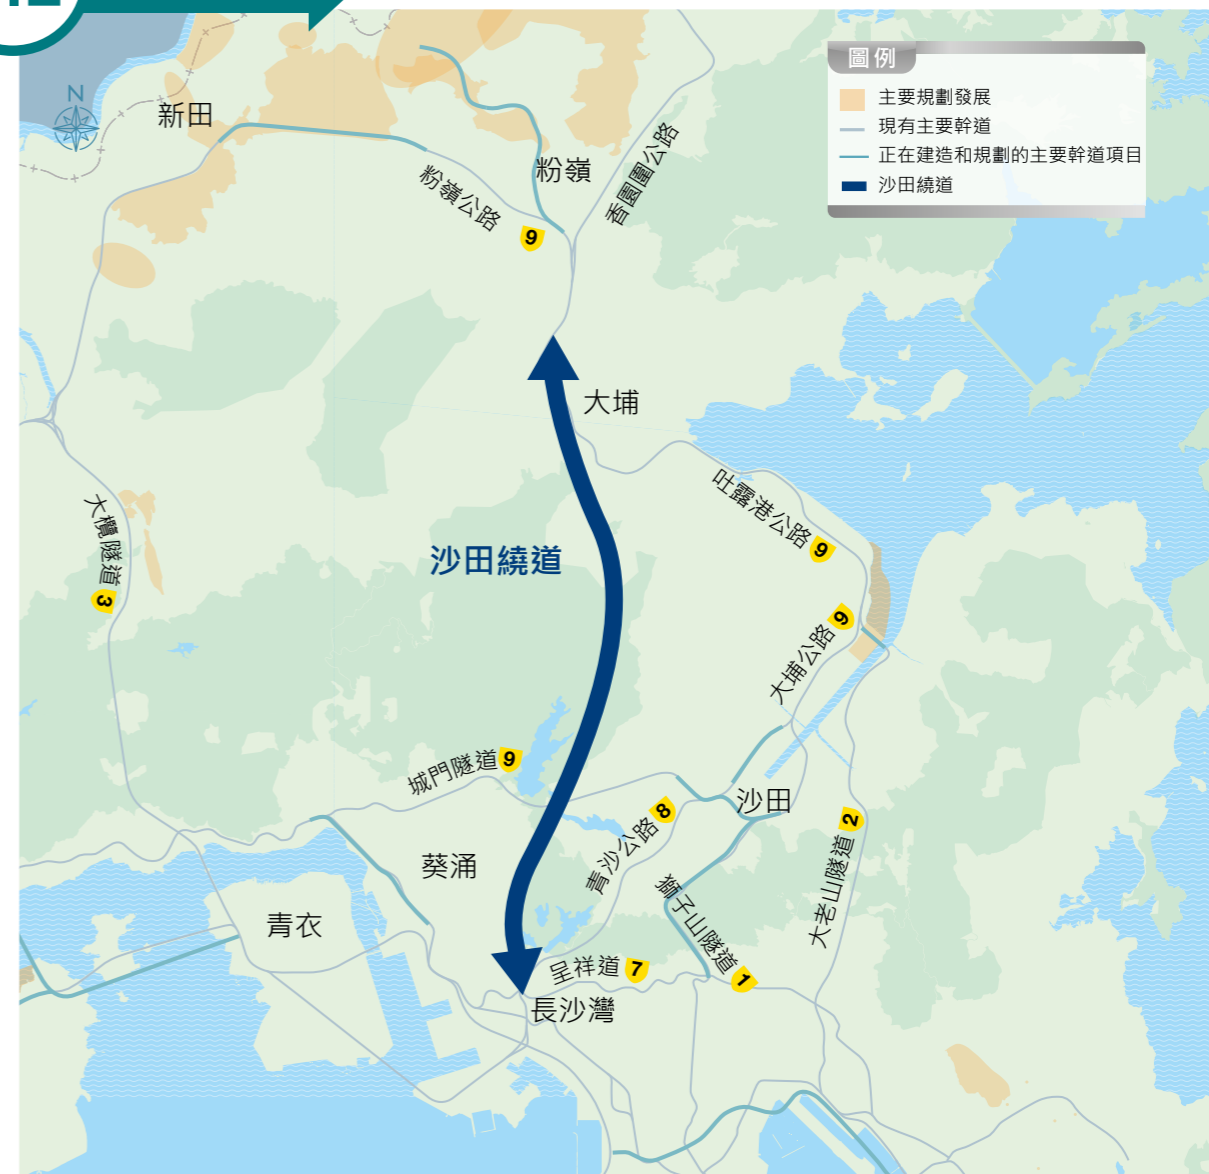 N
圖例
主要規劃發展
現有主要幹道
正在建造和規劃的主要幹道項目
沙田繞道
新田
粉嶺
粉嶺公路
9
香園圍公路
大埔
吐露港公路
9
大欖隧道
3
沙田繞道
大埔公路
9
城門隧道
9
沙田
青沙公路
8
大老山隧道
2
葵涌
獅子山隧道
1
青衣
呈祥道
7
長沙灣